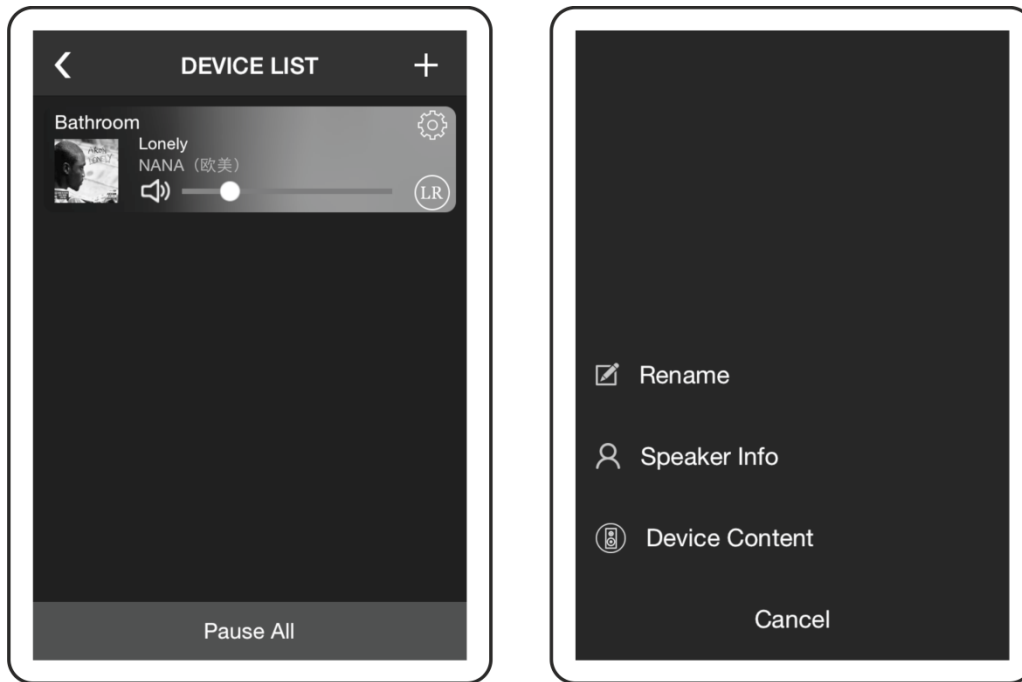 DEVICE LIST
Bathroom
Lonely
NANA（欧美）
LR
Pause All
Rename
Speaker Info
Device Content
Cancel